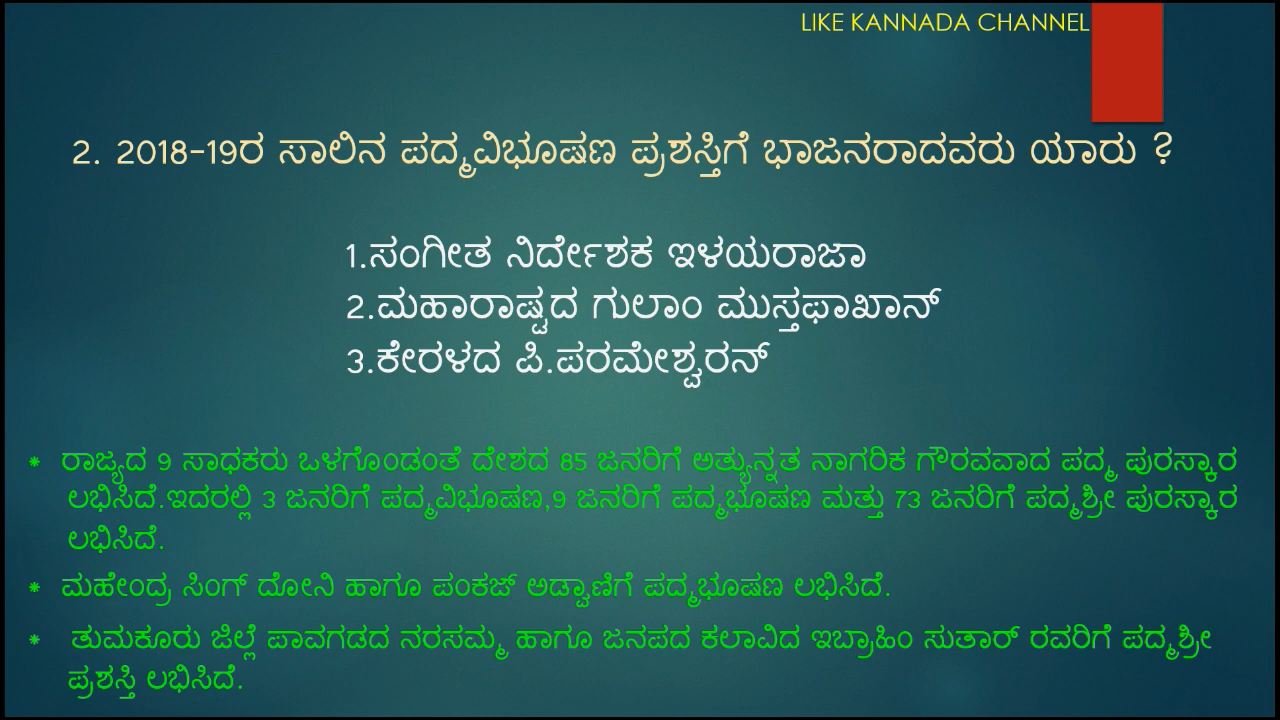 LIKE KANNADA CHANNEL
2. 2018-19ರ ಸಾಲಿನ ಪದ್ಮವಿಭೂಷಣ ಪ್ರಶಸ್ತಿಗೆ ಭಾಜನರಾದವರು ಯಾರು ?
1.ಸಂಗೀತ ನಿರ್ದೇಶಕ ಇಳಯರಾಜಾ
2.ಮಹಾರಾಷ್ಟದ ಗುಲಾಂ ಮುಸ್ತಫಾಖಾನ್
3.ಕೇರಳದ ಪಿ.ಪರಮೇಶ್ವರನ್
* ರಾಜ್ಯದ 9 ಸಾಧಕರು ಒಳಗೊಂಡಂತೆ ದೇಶದ 85 ಜನರಿಗೆ ಅತ್ಯುನ್ನತ ನಾಗರಿಕ ಗೌರವವಾದ ಪದ್ಮ ಪುರಸ್ಕಾರ
ಲಭಿಸಿದೆ.ಇದರಲ್ಲಿ 3 ಜನರಿಗೆ ಪದ್ಮವಿಭೂಷಣ,9 ಜನರಿಗೆ ಪದ್ಮಭೂಷಣ ಮತ್ತು 73 ಜನರಿಗೆ ಪದ್ಮಶ್ರೀ ಪುರಸ್ಕಾರ
ಲಭಿಸಿದೆ.
* ಮಹೇಂದ್ರ ಸಿಂಗ್ ದೋನಿ ಹಾಗೂ ಪಂಕಜ್ ಅಡ್ವಾಣಿಗೆ ಪದ್ಮಭೂಷಣ ಲಭಿಸಿದೆ.
* ತುಮಕೂರು ಜಿಲ್ಲೆ ಪಾವಗಡದ ನರಸಮ್ಮ ಹಾಗೂ ಜನಪದ ಕಲಾವಿದ ಇಬ್ರಾಹಿಂ ಸುತಾರ್ ರವರಿಗೆ ಪದ್ಮಶ್ರೀ
ಪ್ರಶಸ್ತಿ ಲಭಿಸಿದೆ.